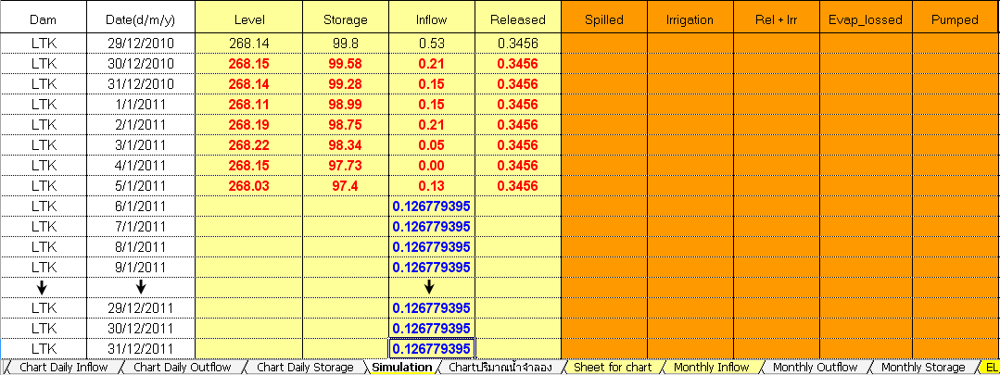 Dam Date(d/m/y) Level Storage Inflow Released Spilled Irrigation Rel + Irr Evap_lossed Pumped
LTK 29/12/2010 268.14 99.8 0.53 0.3456
LTK 30/12/2010 268.15 99.58 0.21 0.3456
LTK 31/12/2010 268.14 99.28 0.15 0.3456
LTK 1/1/2011 268.11 98.99 0.15 0.3456
LTK 2/1/2011 268.19 98.75 0.21 0.3456
LTK 3/1/2011 268.22 98.34 0.05 0.3456
LTK 4/1/2011 268.15 97.73 0.00 0.3456
LTK 5/1/2011 268.03 97.4 0.13 0.3456
LTK 6/1/2011 0.126779395
LTK 7/1/2011 0.126779395
LTK 8/1/2011 0.126779395
LTK 9/1/2011 0.126779395
LTK 29/12/2011 0.126779395
LTK 30/12/2011 0.126779395
LTK 31/12/2011 0.126779395
Chart Daily Inflow Chart Daily Outflow Chart Daily Storage Simulation Chartปริมาณน้ำจำลอง Sheet for chart Monthly Inflow Monthly Outflow Monthly Storage EL